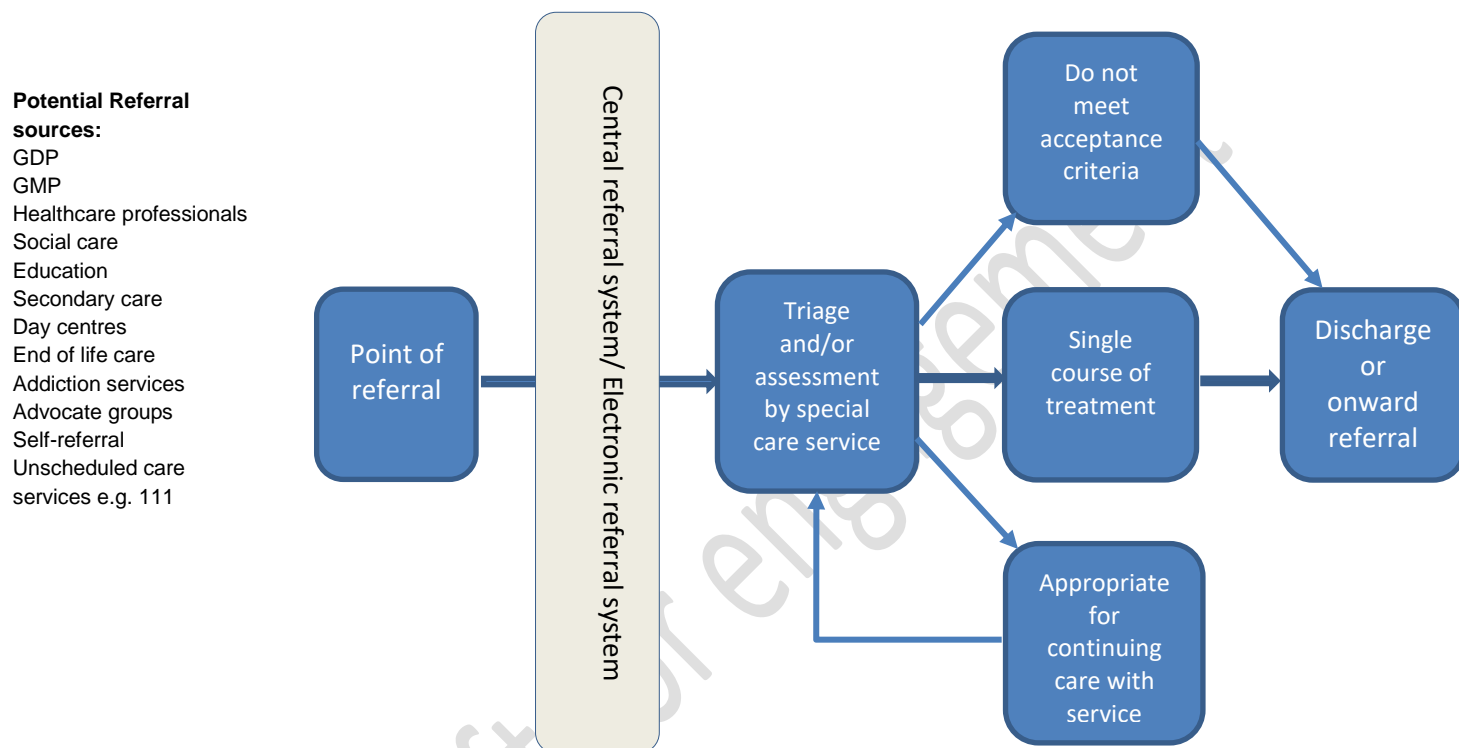 Potential Referral
sources:
GDP
GMP
Healthcare professionals
Social care
Education
Secondary care
Day centres
End of life care
Addiction services
Advocate groups
Self-referral
Unscheduled care
services e.g. 111
Point of
referral
Central referral system/ Electronic referral system
Triage
and/or
assessment
by special
care service
Do not
meet
acceptance
criteria
Single
course of
treatment
Appropriate
for
continuing
care with
service
Discharge
or
onward
referral